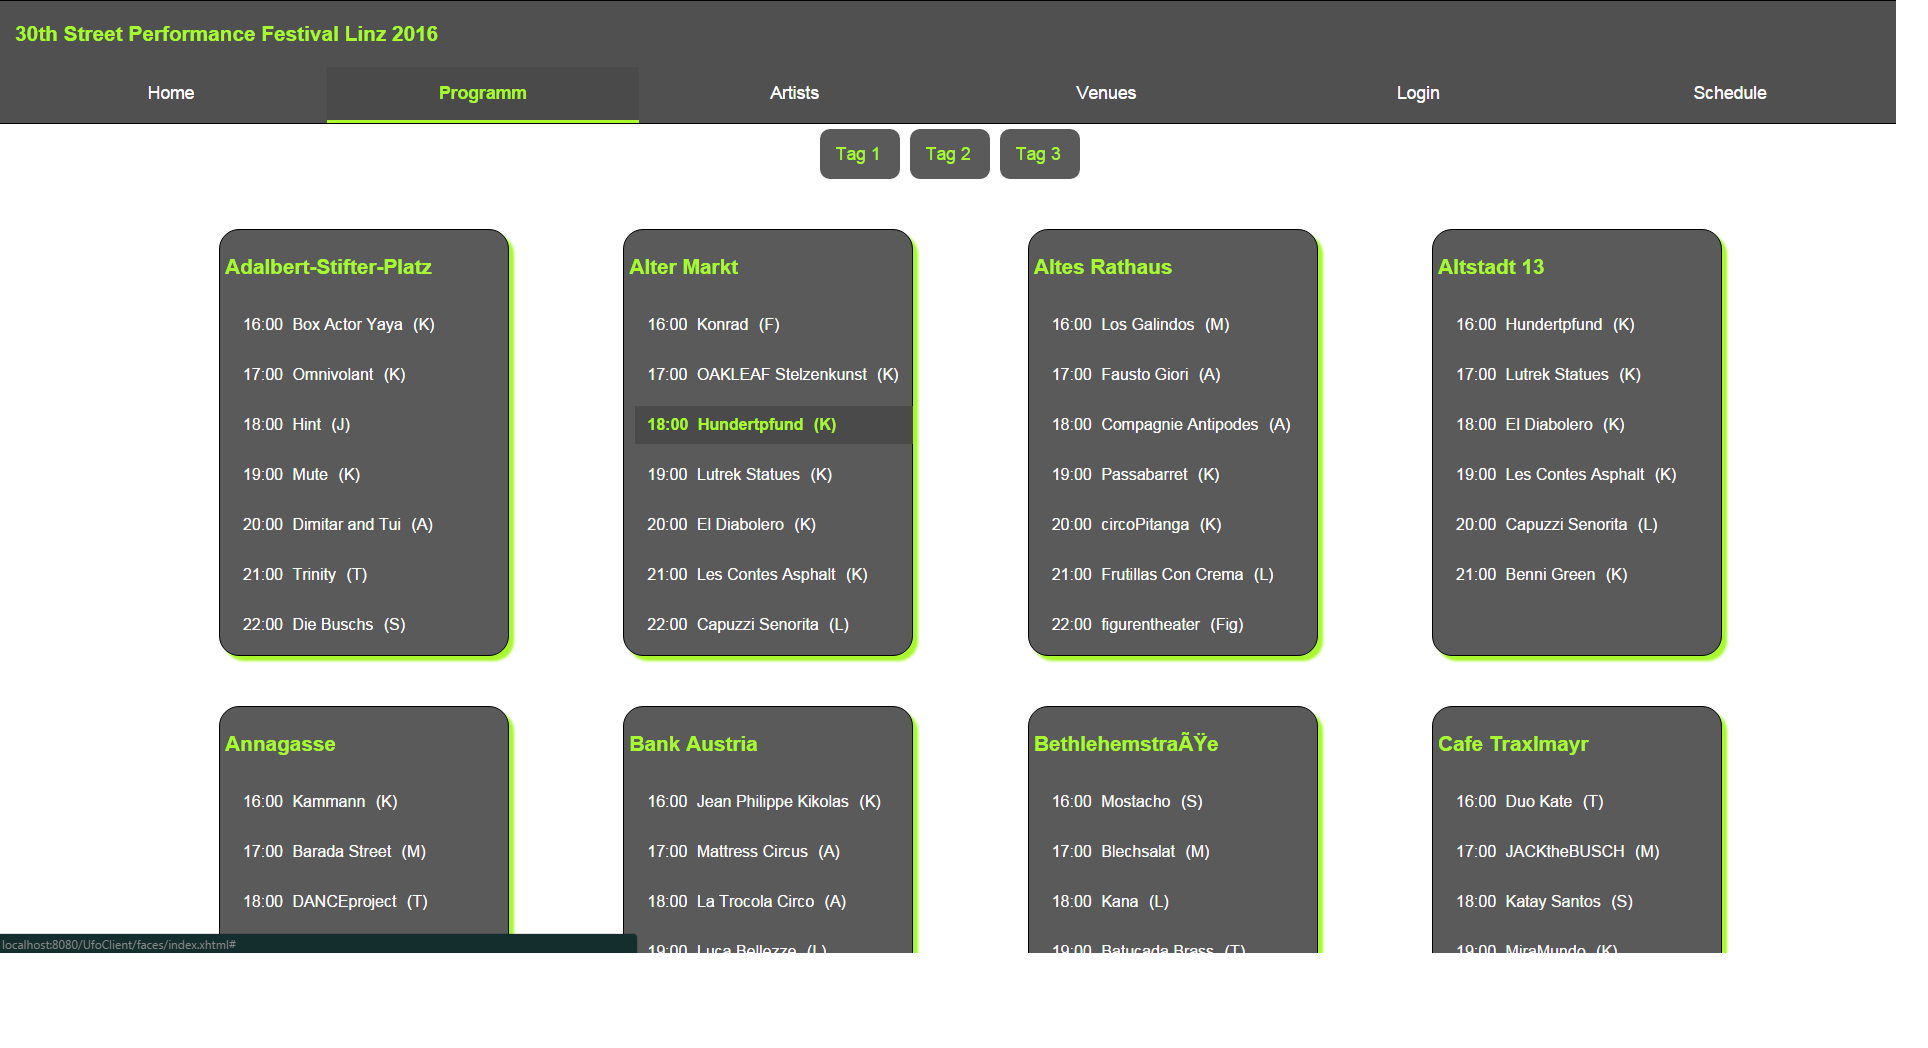 30th Street Performance Festival Linz 2016
Home Programm Artists Venues Login Schedule
Tag 1 Tag 2 Tag 3
Adalbert-Stifter-Platz
16:00 Box Actor Yaya (K)
17:00 Omnivolant (K)
18:00 Hint (J)
19:00 Mute (K)
20:00 Dimitar and Tui (A)
21:00 Trinity (T)
22:00 Die Buschs (S)
Alter Markt
16:00 Konrad (F)
17:00 OAKLEAF Stelzenkunst (K)
18:00 Hundertpfund (K)
19:00 Lutrek Statues (K)
20:00 El Diabolero (K)
21:00 Les Contes Asphalt (K)
22:00 Capuzzi Senorita (L)
Altes Rathaus
16:00 Los Galindos (M)
17:00 Fausto Giori (A)
18:00 Compagnie Antipodes (A)
19:00 Passabarret (K)
20:00 circoPitanga (K)
21:00 Frutillas Con Crema (L)
22:00 figurentheater (Fig)
Altstadt 13
16:00 Hundertpfund (K)
17:00 Lutrek Statues (K)
18:00 El Diabolero (K)
19:00 Les Contes Asphalt (K)
20:00 Capuzzi Senorita (L)
21:00 Benni Green (K)
Annagasse
16:00 Kammann (K)
17:00 Barada Street (M)
18:00 DANCEproject (T)
Bank Austria
16:00 Jean Philippe Kikolas (K)
17:00 Mattress Circus (A)
18:00 La Trocola Circo (A)
19:00 Luca Bellezze (L)
BethlehemstraÃŸe
16:00 Mostacho (S)
17:00 Blechsalat (M)
18:00 Kana (L)
19:00 Batucada Brass (T)
Cafe Traxlmayr
16:00 Duo Kate (T)
17:00 JACKtheBUSCH (M)
18:00 Katay Santos (S)
19:00 MiraMundo (K)
localhost:8080/UfoClient/faces/index.xhtml#